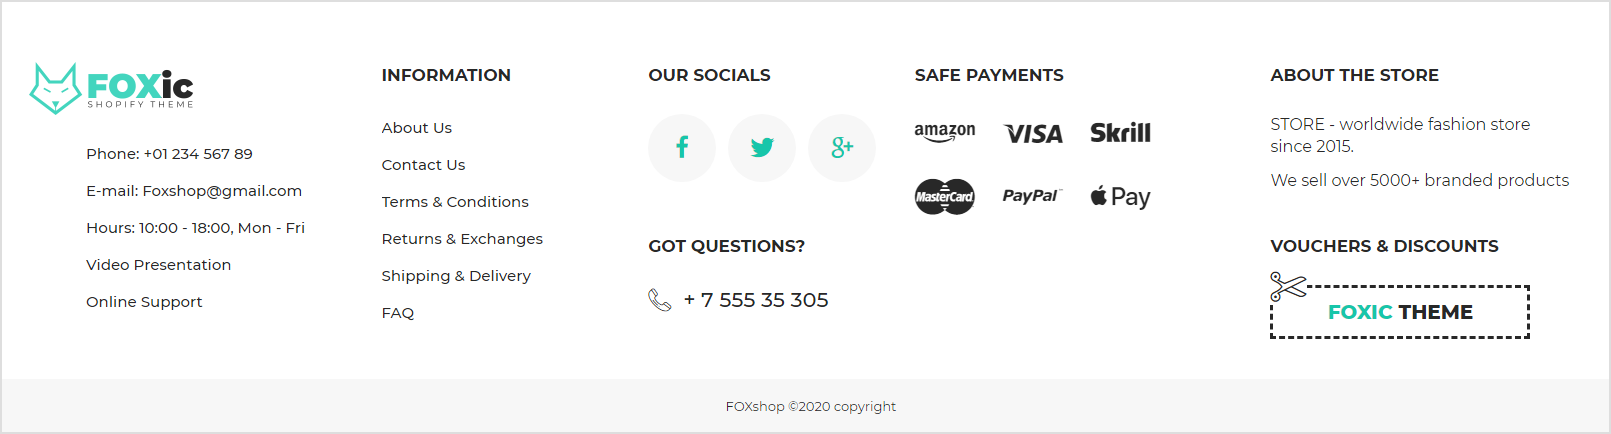 FOXic
SHOPIFY THEME
Phone: +01 234 567 89
E-mail: Foxshop@gmail.com
Hours: 10:00 - 18:00, Mon - Fri
Video Presentation
Online Support
INFORMATION
About Us
Contact Us
Terms & Conditions
Returns & Exchanges
Shipping & Delivery
FAQ
OUR SOCIALS
f
g+
GOT QUESTIONS?
+ 7 555 35 305
SAFE PAYMENTS
amazon VISA Skrill
MasterCard PayPal™ Pay
ABOUT THE STORE
STORE - worldwide fashion store
since 2015.
We sell over 5000+ branded products
VOUCHERS & DISCOUNTS
FOXIC THEME
FOXshop ©2020 copyright